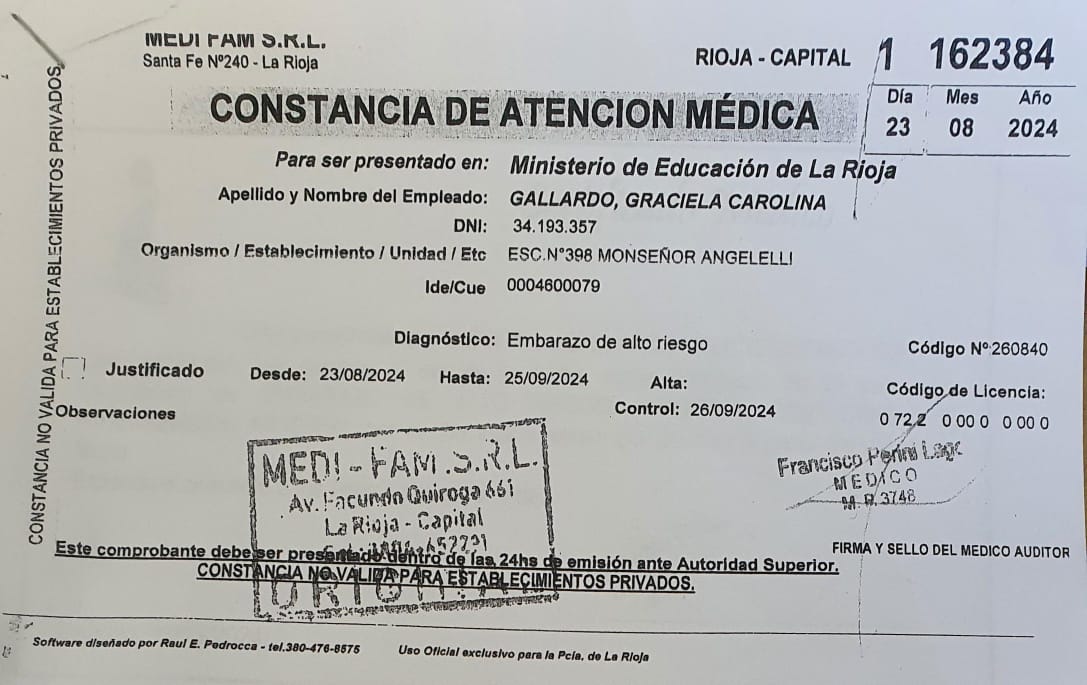 MEDI FAM S.R.L.
Santa Fe Nº240 - La Rioja
RIOJA - CAPITAL 1 162384
CONSTANCIA DE ATENCION MÉDICA
Día Mes Año
23 08 2024
Para ser presentado en: Ministerio de Educación de La Rioja
Apellido y Nombre del Empleado: GALLARDO, GRACIELA CAROLINA
DNI: 34.193.357
Organismo / Establecimiento / Unidad / Etc ESC.N°398 MONSEÑOR ANGELELLI
Ide/Cue 0004600079
Diagnóstico: Embarazo de alto riesgo
Código Nº 260840
Justificado Desde: 23/08/2024 Hasta: 25/09/2024 Alta:
Código de Licencia:
Observaciones Control: 26/09/2024
0 72,2 0 00 0 0 00 0
CONSTANCIA NO VALIDA PARA ESTABLECIMIENTOS PRIVADOS
MEDI-FAM.S.R.L.
Av. Facundo Quiroga 661
La Rioja - Capital
Francisco Perini
MEDICO
M.P. 3748
FIRMA Y SELLO DEL MEDICO AUDITOR
Este comprobante debe ser presentado dentro de las 24hs de emisión ante Autoridad Superior.
CONSTANCIA NO VALIDA PARA ESTABLECIMIENTOS PRIVADOS.
Software diseñado por Raul E. Pedrocca - tel.380-476-8575 Uso Oficial exclusivo para la Pcia. de La Rioja